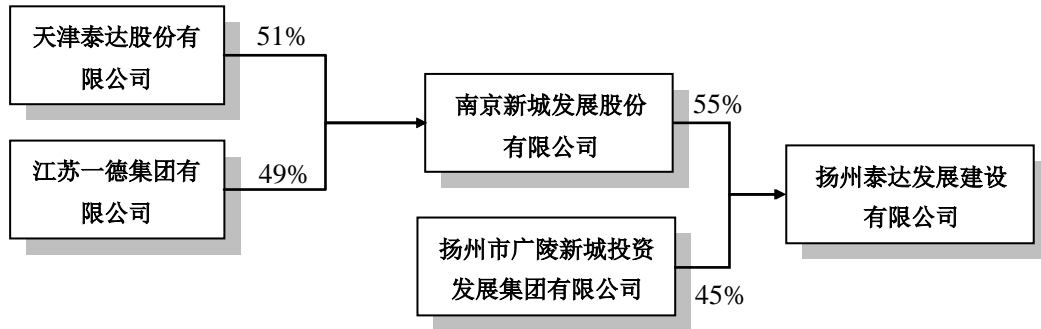 天津泰达股份有
限公司
51%
江苏一德集团有
限公司
49%
南京新城发展股份
有限公司
55%
扬州市广陵新城投资
发展集团有限公司
45%
扬州泰达发展建设
有限公司